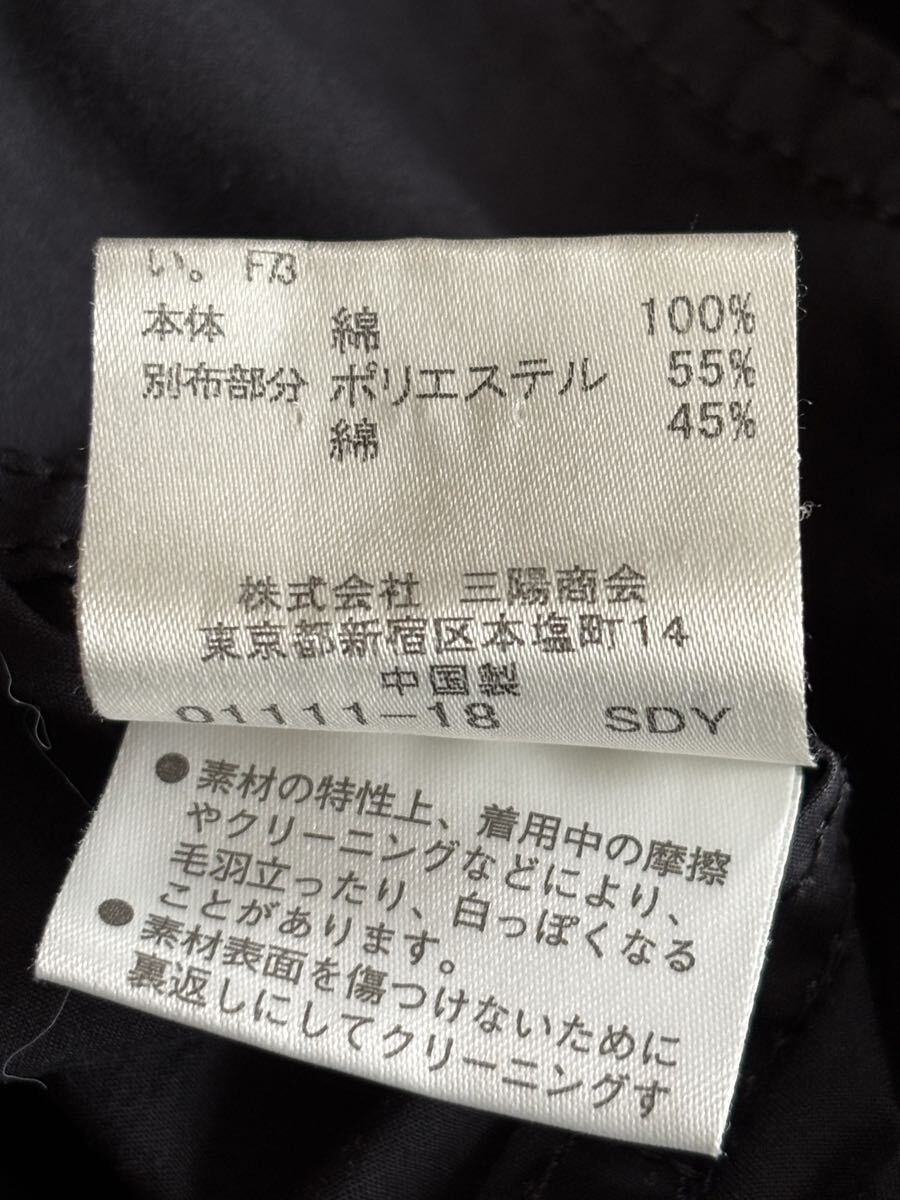 い。 F73
本体 綿 100%
別布部分 ポリエステル 55%
綿 45%
株式会社 三陽商会
東京都新宿区本塩町14
中国製
01111-18 SDY
●素材の特性上、着用中の摩擦
やクリーニングなどにより、
毛羽立ったり、白っぽくなる
ことがあります。
●素材表面を傷つけないために
裏返しにしてクリーニングす